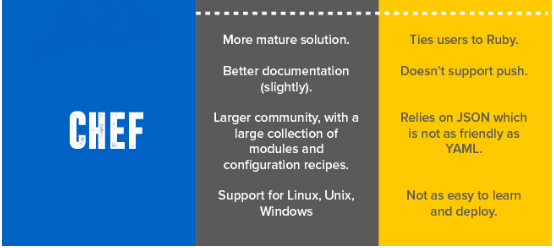 CHEF
More mature solution.
Better documentation
(slightly).
Larger community, with a
large collection of
modules and
configuration recipes.
Support for Linux, Unix,
Windows
Ties users to Ruby.
Doesn't support push.
Relies on JSON which
is not as friendly as
YAML.
Not as easy to learn
and deploy.